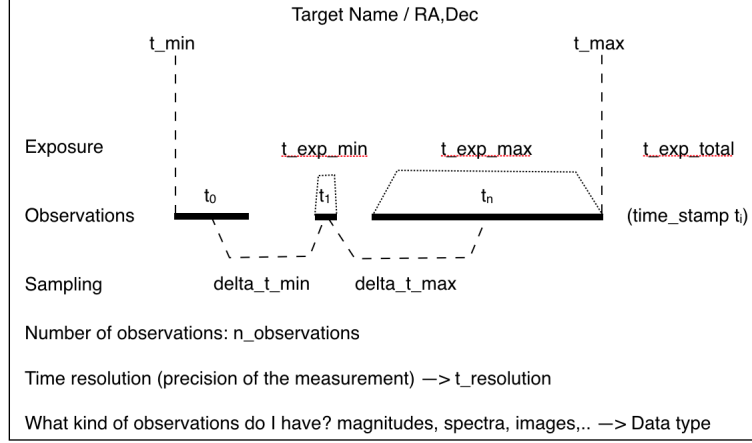 Target Name / RA,Dec
t_min t_max
Exposure t_exp_min t_exp_max t_exp_total
t0 t1 tn
Observations (time_stamp ti)
Sampling delta_t_min delta_t_max
Number of observations: n_observations
Time resolution (precision of the measurement) —> t_resolution
What kind of observations do I have? magnitudes, spectra, images,.. —> Data type